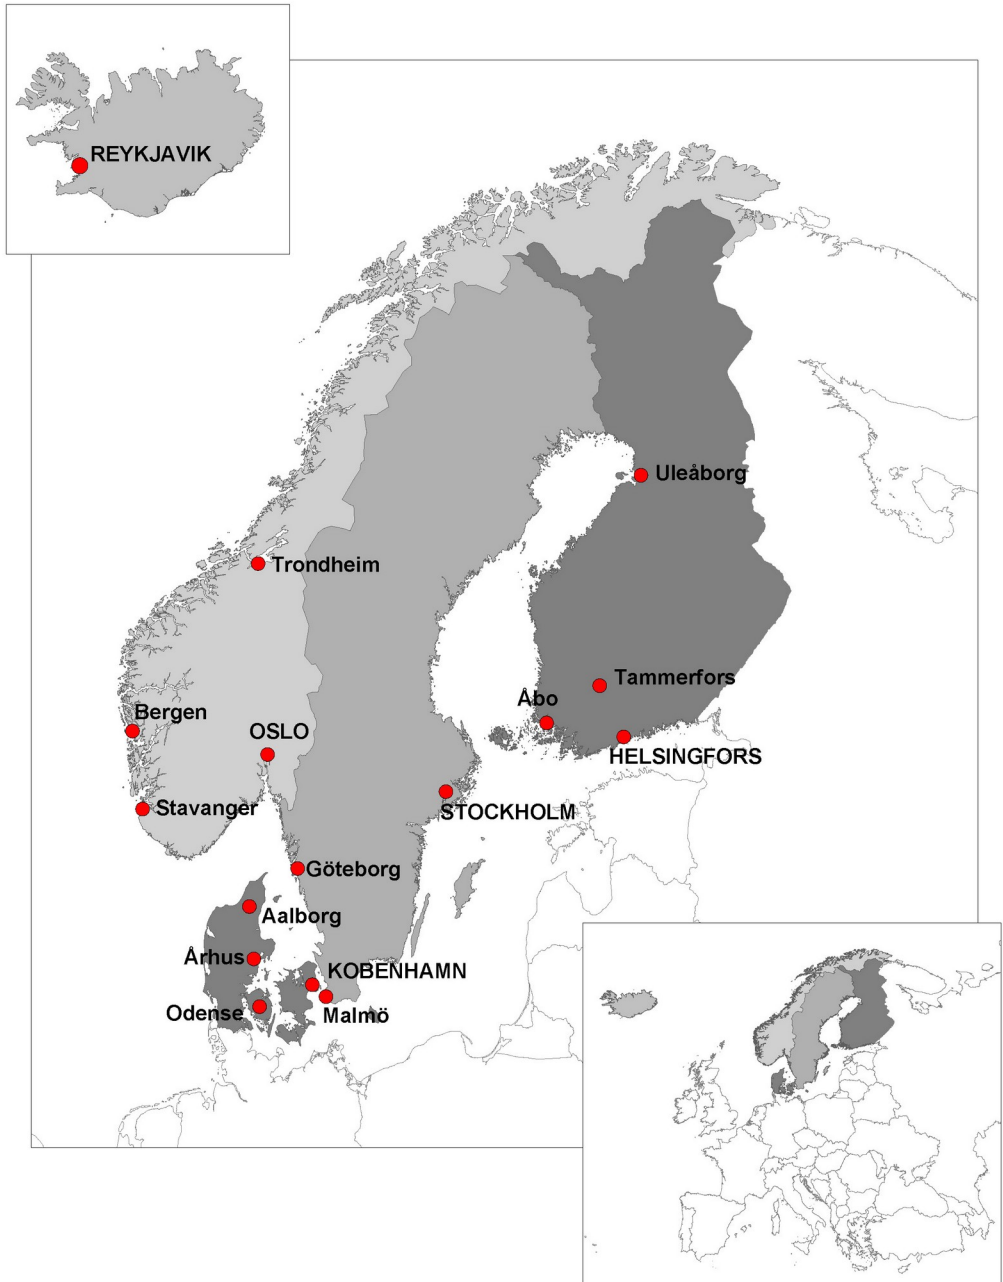 REYKJAVIK
Uleåborg
Trondheim
Tammerfors
Åbo
Bergen
OSLO
HELSINGFORS
Stavanger
STOCKHOLM
Göteborg
Aalborg
Århus
KOBENHAMN
Odense
Malmö